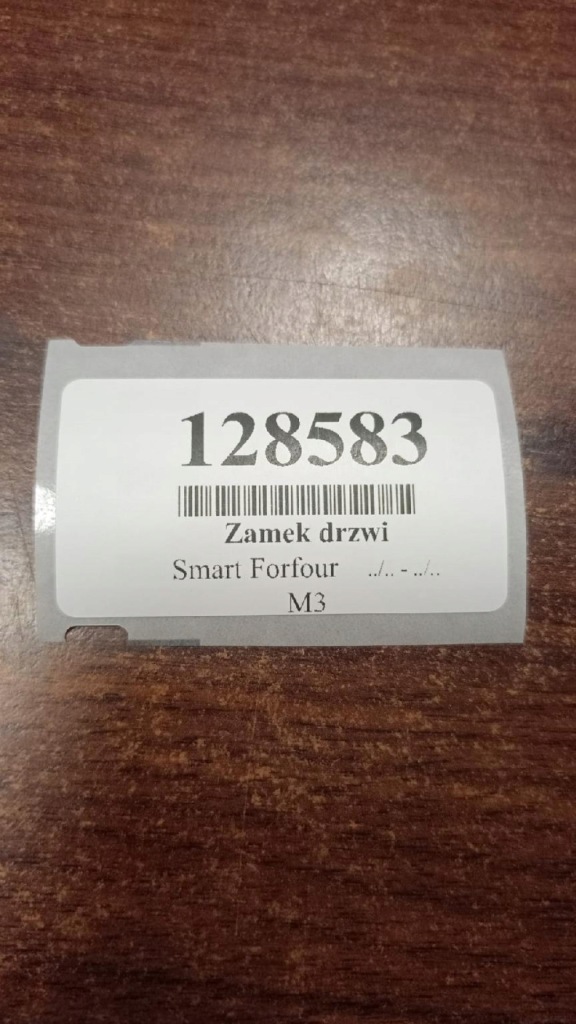 128583
Zamek drzwi
Smart Forfour ../.. - ../..
M3